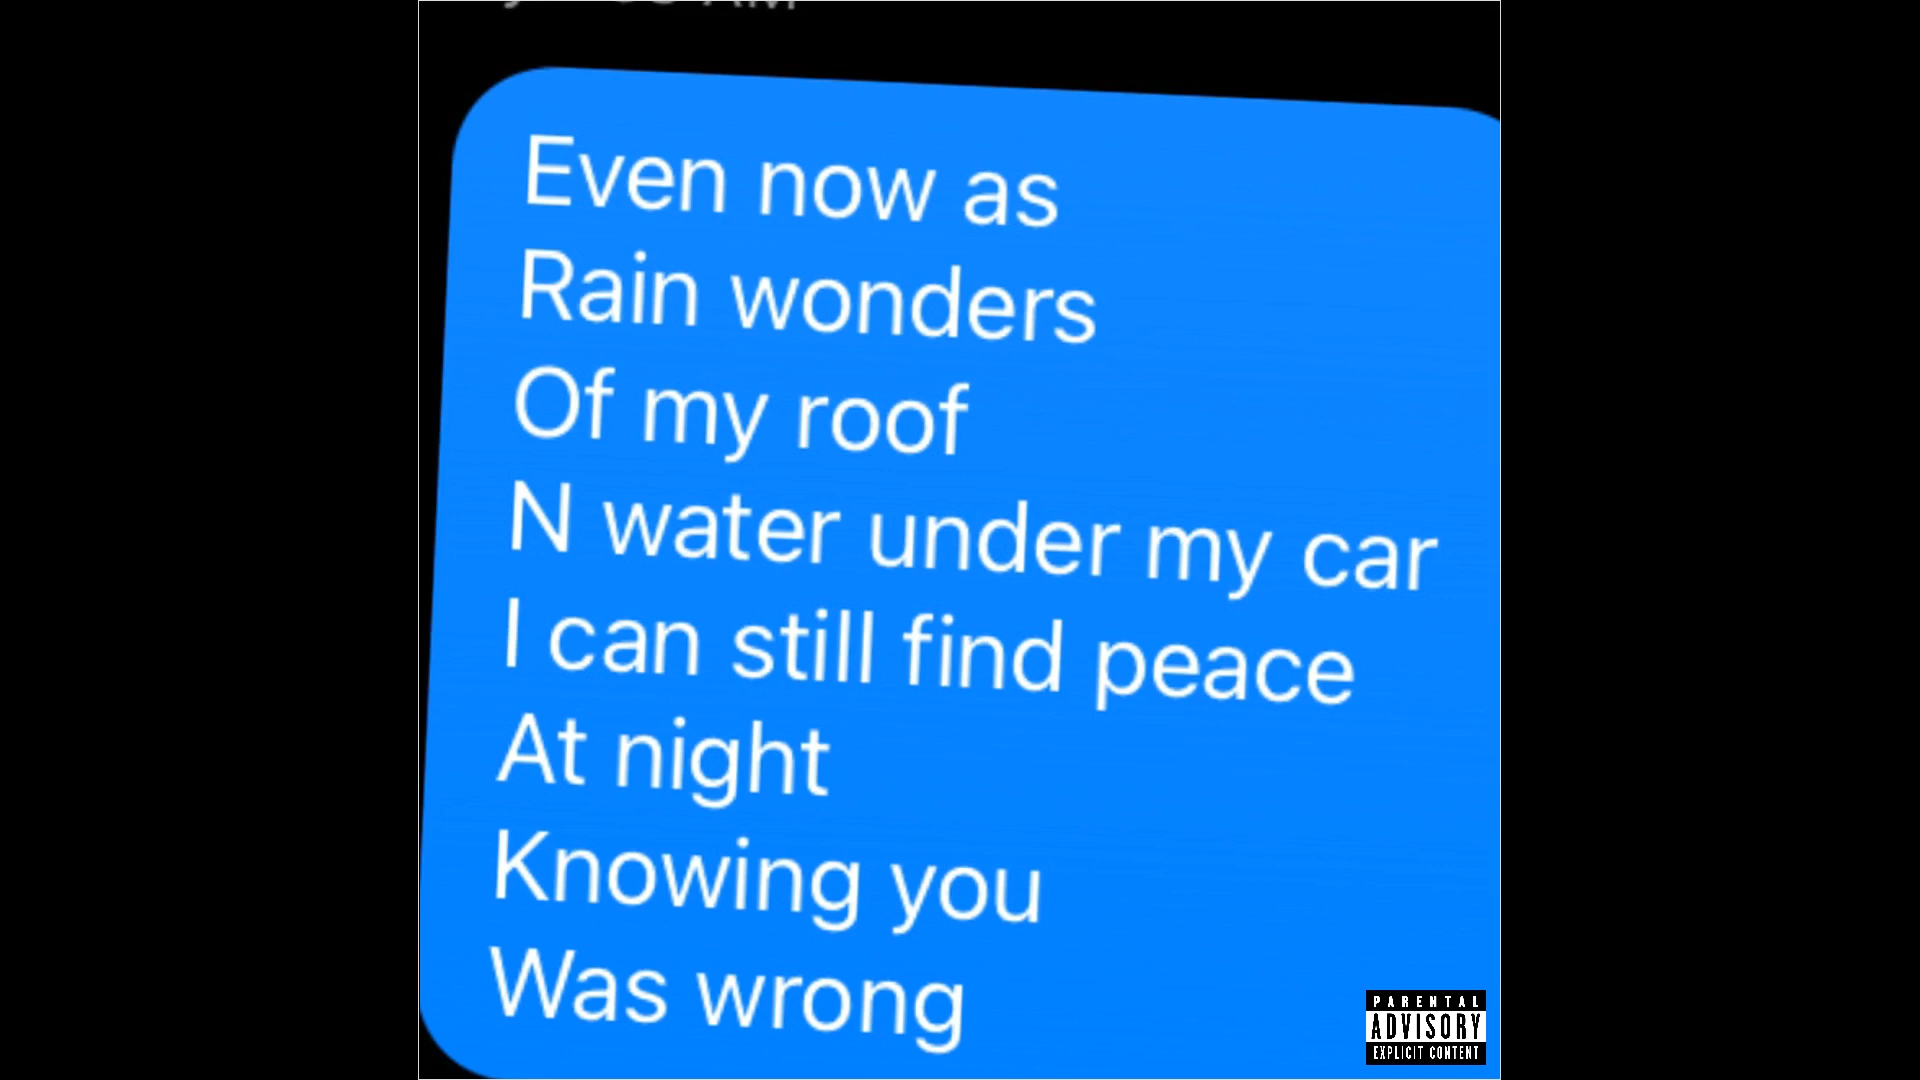 Even now as
Rain wonders
Of my roof
N water under my car
I can still find peace
At night
Knowing you
Was wrong
PARENTAL
ADVISORY
EXPLICIT CONTENT